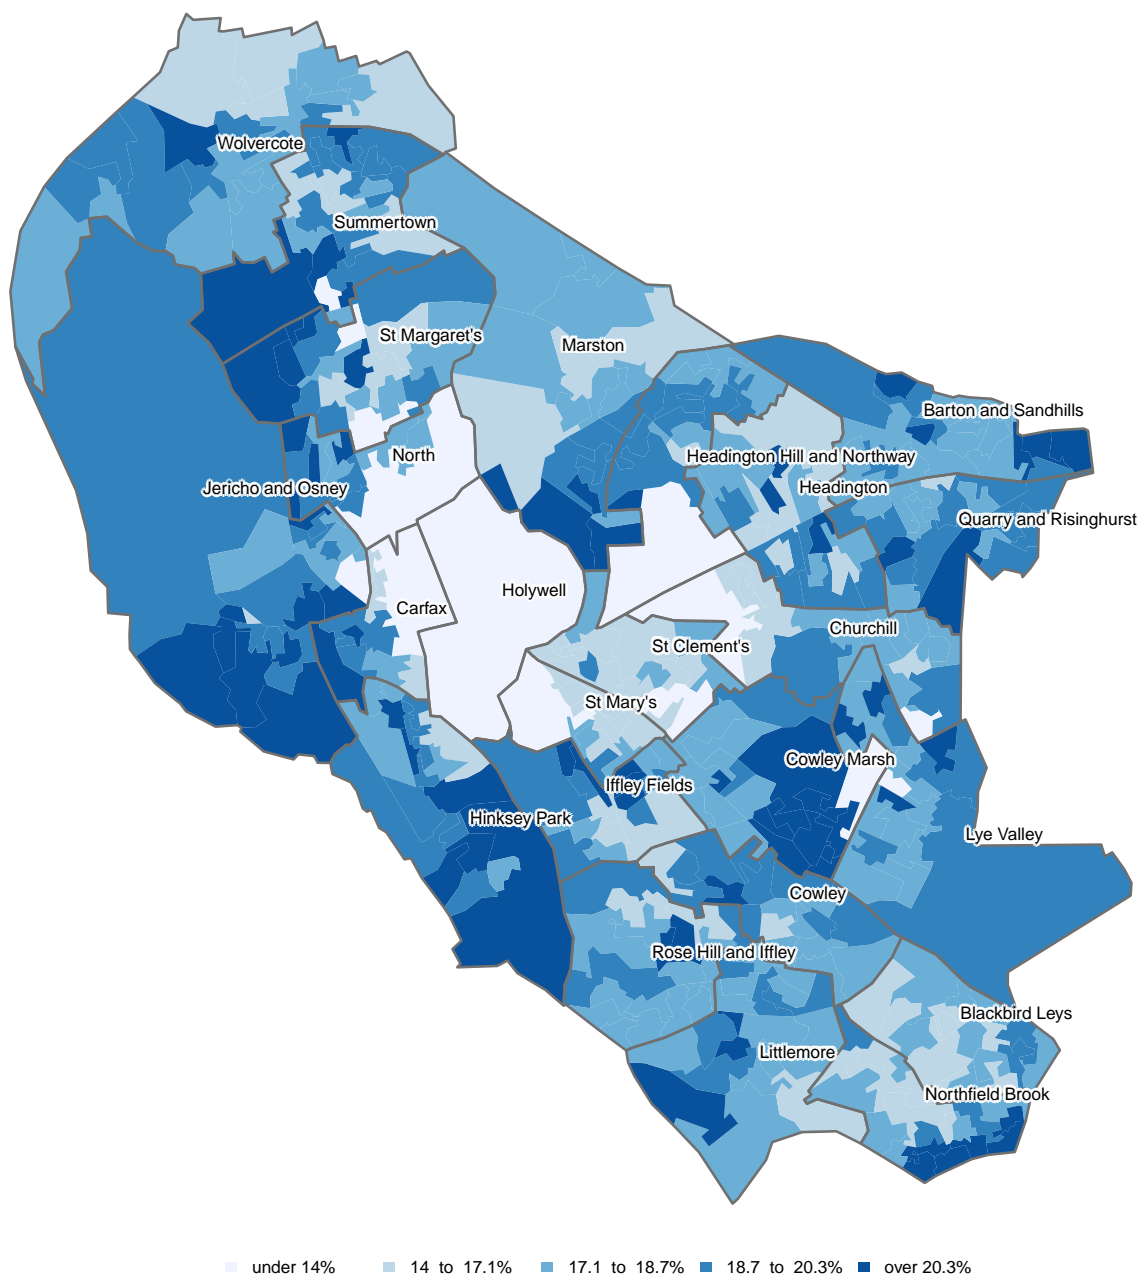 Wolvercote
Summertown
St Margaret's
Marston
Barton and Sandhills
North
Headington Hill and Northway
Jericho and Osney
Headington
Quarry and Risinghurst
Holywell
Carfax
Churchill
St Clement's
St Mary's
Cowley Marsh
Iffley Fields
Hinksey Park
Lye Valley
Cowley
Rose Hill and Iffley
Blackbird Leys
Littlemore
Northfield Brook
under 14% 14 to 17.1% 17.1 to 18.7% 18.7 to 20.3% over 20.3%